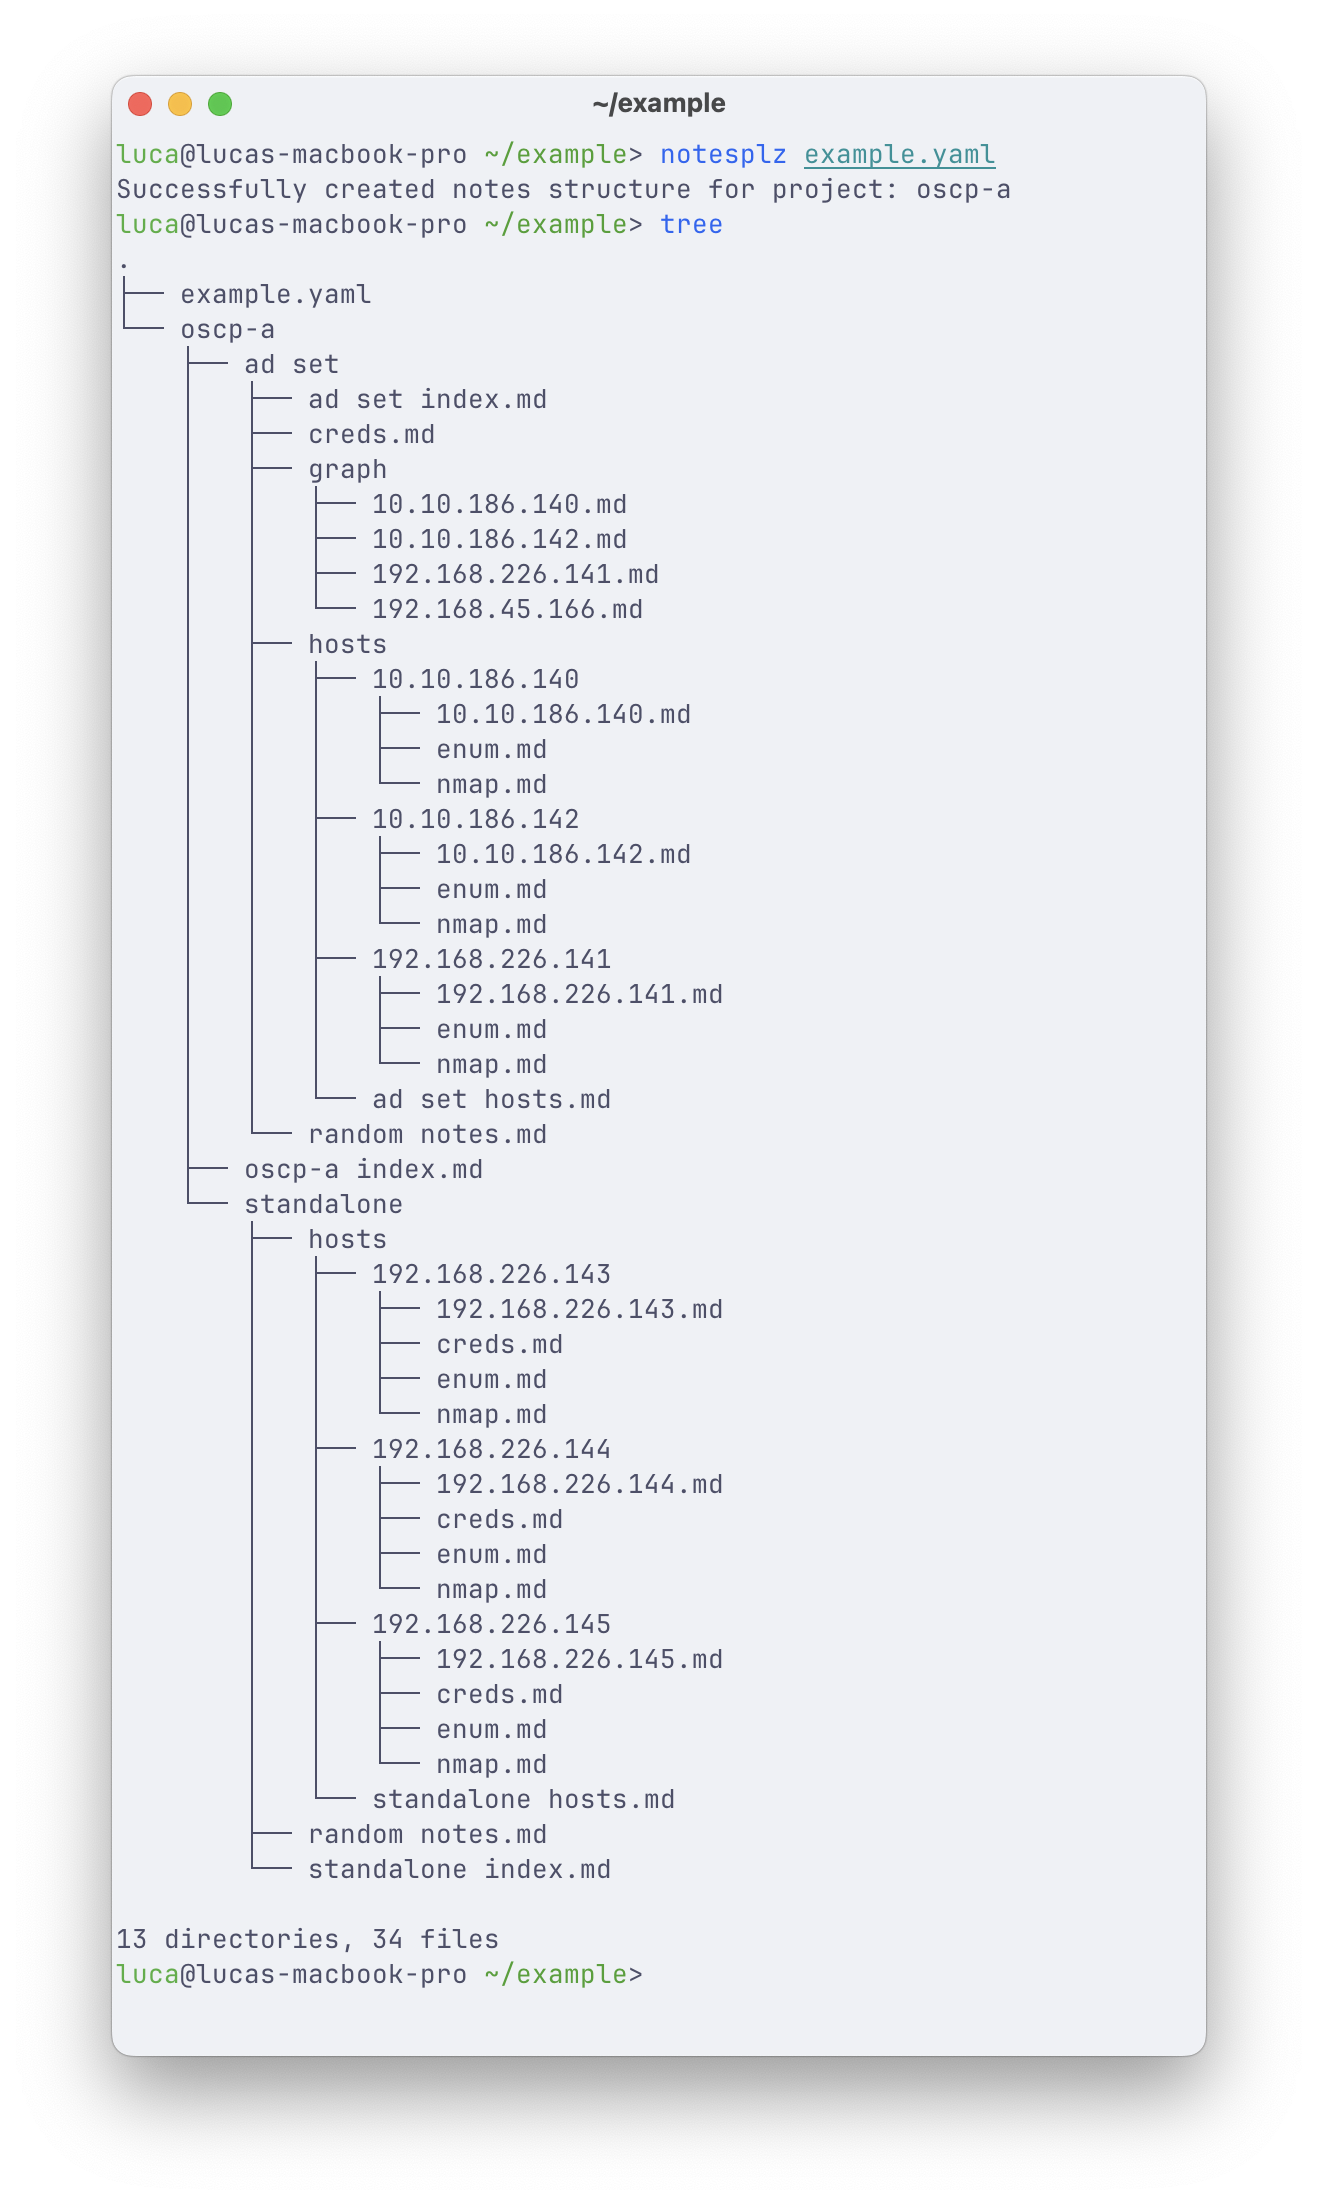 ~/example
luca@lucas-macbook-pro ~/example> notesplz example.yaml
Successfully created notes structure for project: oscp-a
luca@lucas-macbook-pro ~/example> tree
.
├── example.yaml
└── oscp-a
    ├── ad set
    │   ├── ad set index.md
    │   ├── creds.md
    │   ├── graph
    │   │   ├── 10.10.186.140.md
    │   │   ├── 10.10.186.142.md
    │   │   ├── 192.168.226.141.md
    │   │   └── 192.168.45.166.md
    │   ├── hosts
    │   │   ├── 10.10.186.140
    │   │   │   ├── 10.10.186.140.md
    │   │   │   ├── enum.md
    │   │   │   └── nmap.md
    │   │   ├── 10.10.186.142
    │   │   │   ├── 10.10.186.142.md
    │   │   │   ├── enum.md
    │   │   │   └── nmap.md
    │   │   ├── 192.168.226.141
    │   │   │   ├── 192.168.226.141.md
    │   │   │   ├── enum.md
    │   │   │   └── nmap.md
    │   │   └── ad set hosts.md
    │   └── random notes.md
    ├── oscp-a index.md
    └── standalone
        ├── hosts
        │   ├── 192.168.226.143
        │   │   ├── 192.168.226.143.md
        │   │   ├── creds.md
        │   │   ├── enum.md
        │   │   └── nmap.md
        │   ├── 192.168.226.144
        │   │   ├── 192.168.226.144.md
        │   │   ├── creds.md
        │   │   ├── enum.md
        │   │   └── nmap.md
        │   ├── 192.168.226.145
        │   │   ├── 192.168.226.145.md
        │   │   ├── creds.md
        │   │   ├── enum.md
        │   │   └── nmap.md
        │   └── standalone hosts.md
        ├── random notes.md
        └── standalone index.md

13 directories, 34 files
luca@lucas-macbook-pro ~/example>